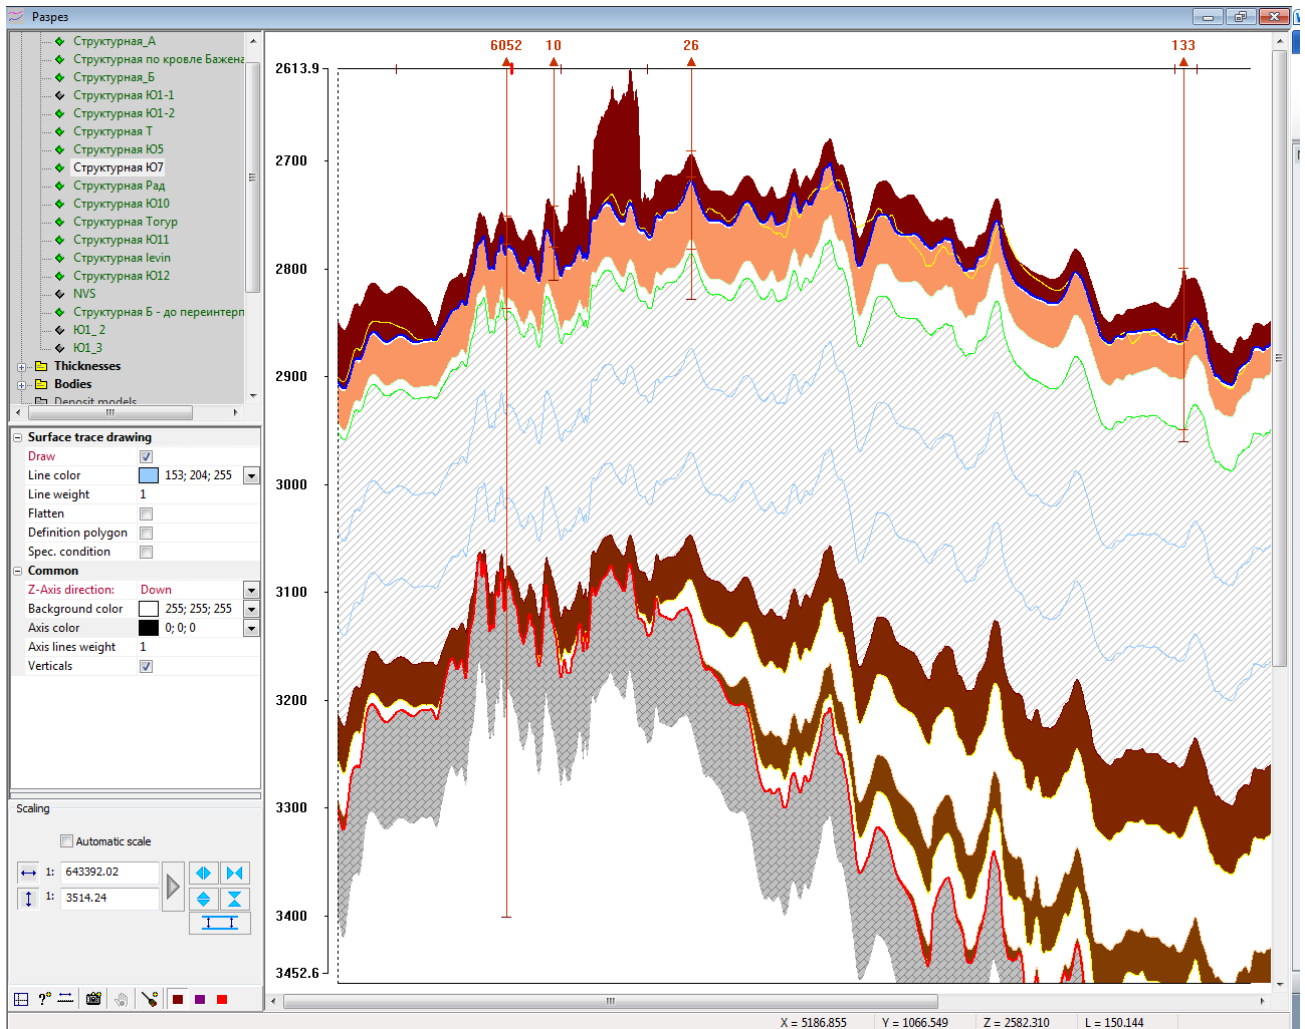 Разрез
Структурная_А
Структурная по кровле Бажена
Структурная_Б
Структурная Ю1-1
Структурная Ю1-2
Структурная Т
Структурная Ю5
Структурная Ю7
Структурная Рад
Структурная Ю10
Структурная Тогур
Структурная Ю11
Структурная levin
Структурная Ю12
NVS
Структурная Б - до переинтерп
Ю1_2
Ю1_3
Thicknesses
Bodies
Deposit models
Surface trace drawing
Draw
Line color 153; 204; 255
Line weight 1
Flatten
Definition polygon
Spec. condition
Common
Z-Axis direction: Down
Background color 255; 255; 255
Axis color 0; 0; 0
Axis lines weight 1
Verticals
Scaling
Automatic scale
1: 643392.02
1: 3514.24
6052 10 26 133
2613.9
2700
2800
2900
3000
3100
3200
3300
3400
3452.6
X = 5186.855 Y = 1066.549 Z = 2582.310 L = 150.144